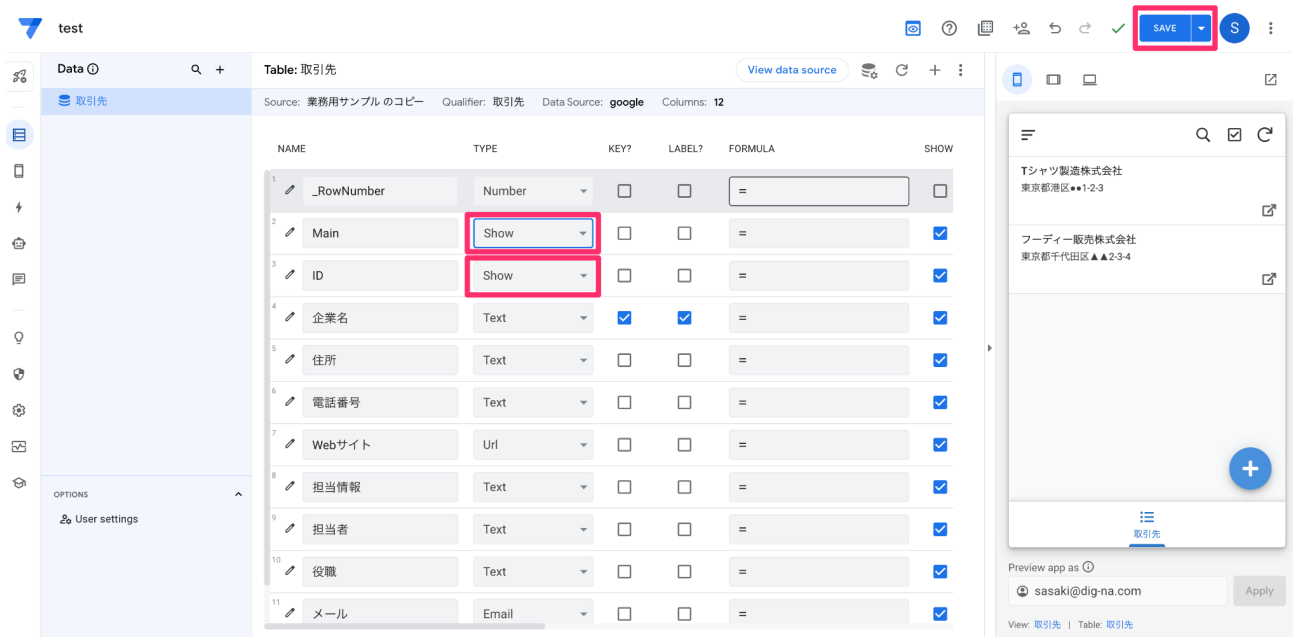 test
SAVE
S
Data
Table: 取引先
View data source
取引先
Source: 業務用サンプル のコピー Qualifier: 取引先 Data Source: google Columns: 12
NAME TYPE KEY? LABEL? FORMULA SHOW
1 _RowNumber Number =
2 Main Show =
3 ID Show =
4 企業名 Text =
5 住所 Text =
6 電話番号 Text =
7 Webサイト Url =
8 担当情報 Text =
9 担当者 Text =
10 役職 Text =
11 メール Email =
OPTIONS
User settings
Tシャツ製造株式会社
東京都港区●●1-2-3
フーディー販売株式会社
東京都千代田区▲▲2-3-4
取引先
Preview app as
sasaki@dig-na.com Apply
View: 取引先 | Table: 取引先